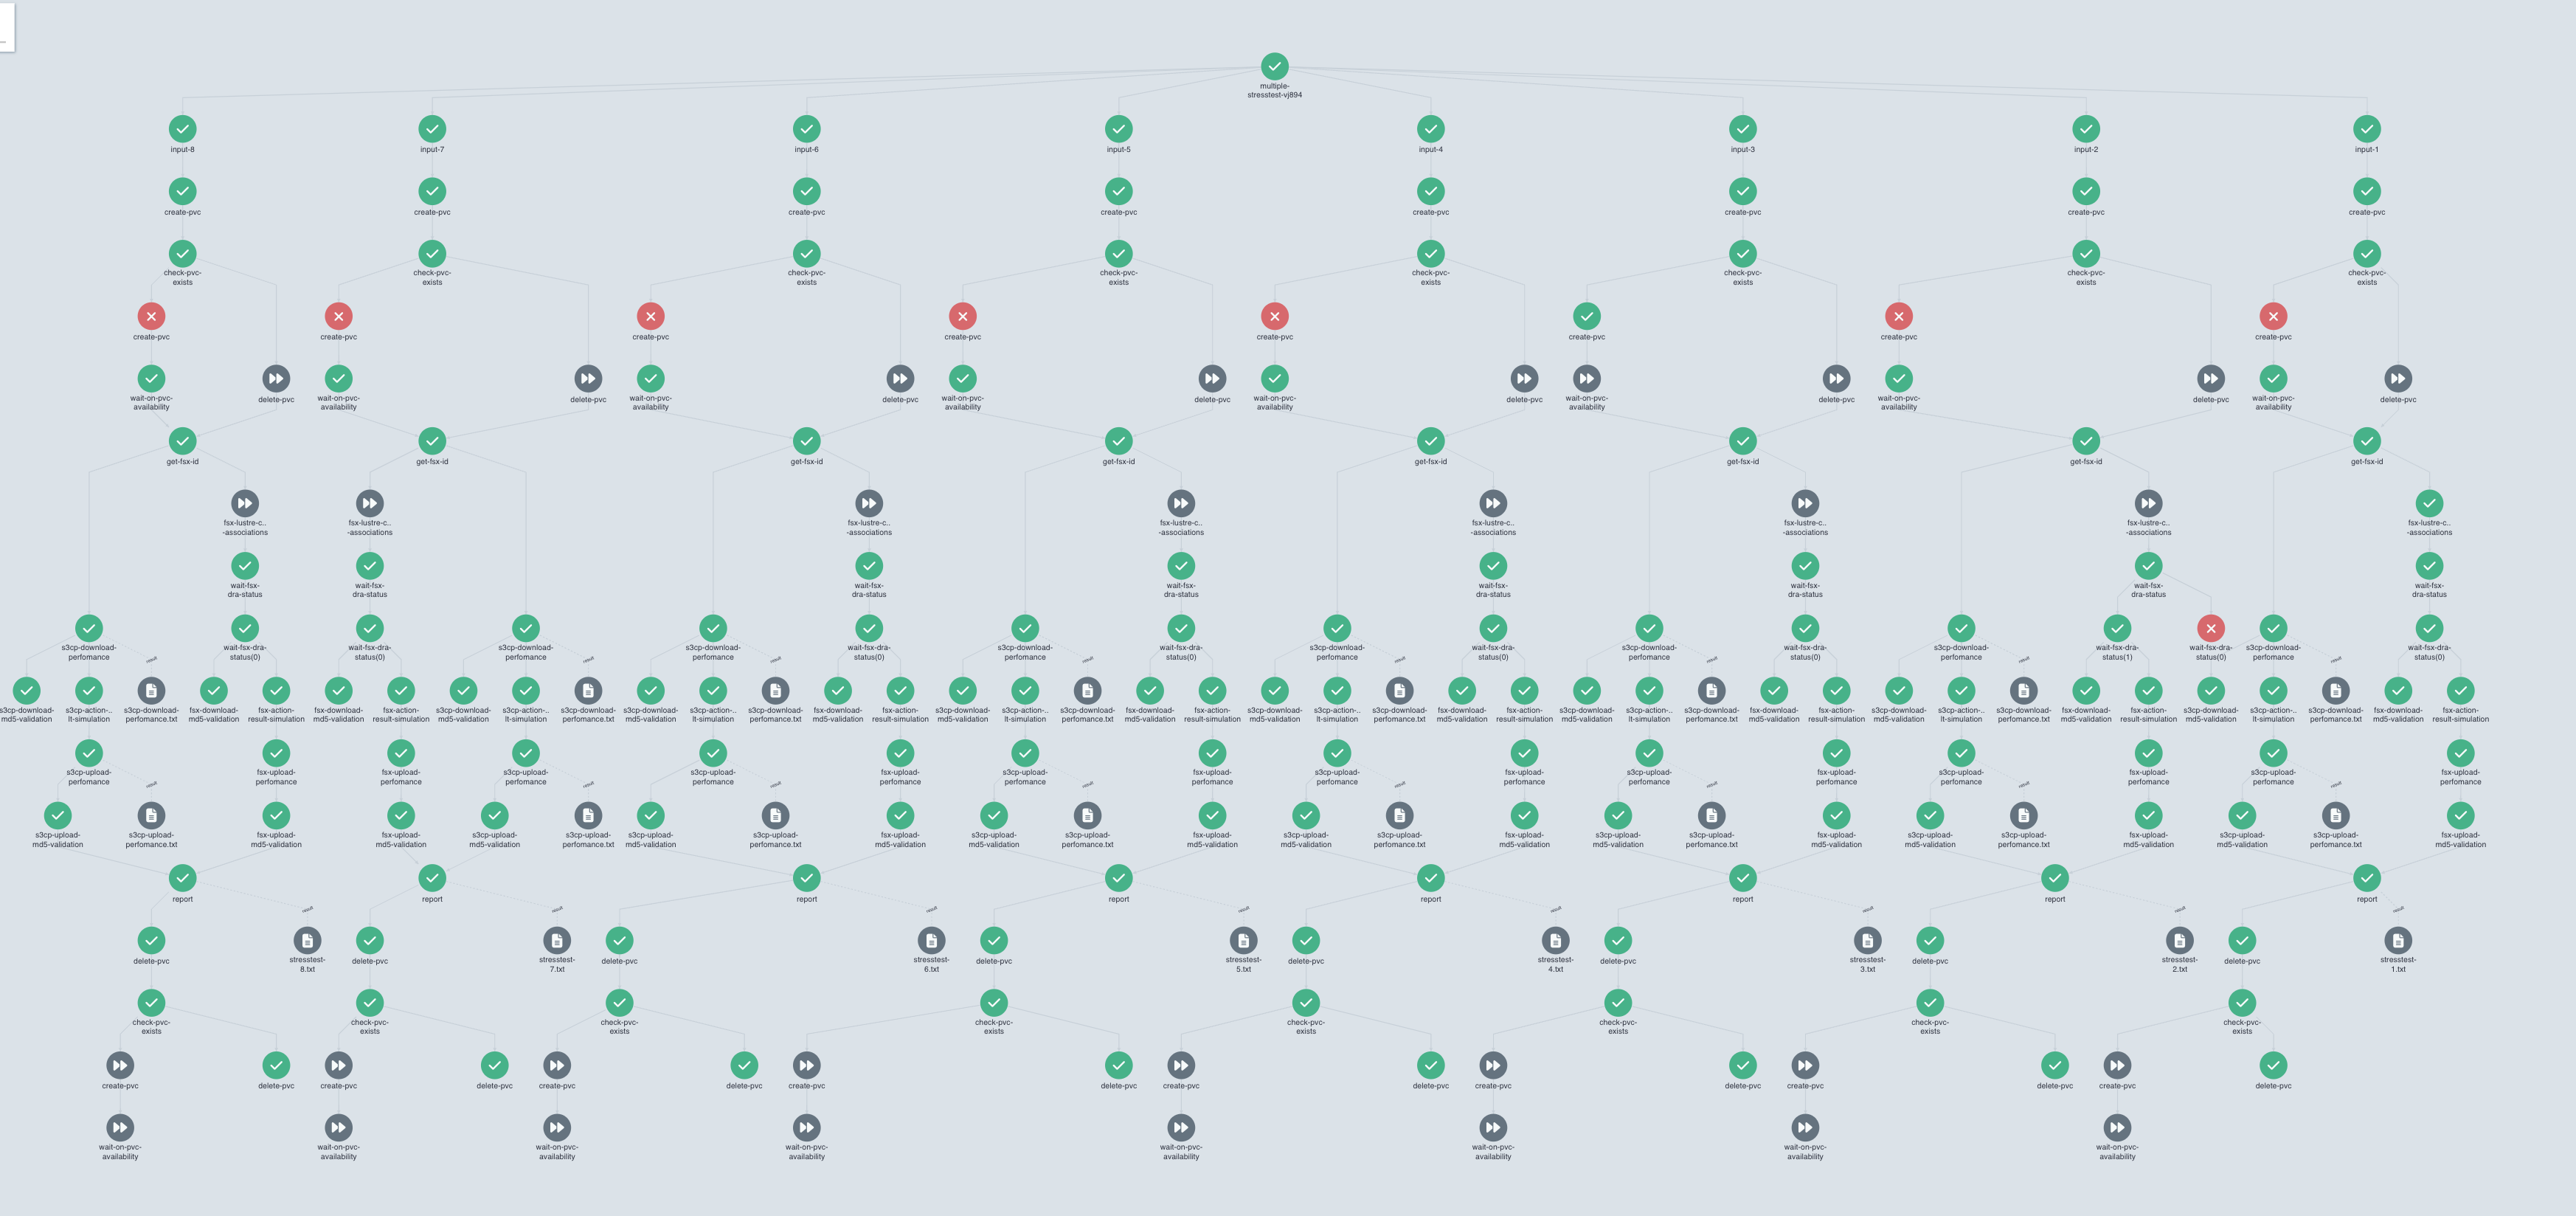 multiple-
stresstest-vj894
input-8
input-7
input-6
input-5
input-4
input-3
input-2
input-1
create-pvc
create-pvc
create-pvc
create-pvc
create-pvc
create-pvc
create-pvc
create-pvc
check-pvc-
exists
check-pvc-
exists
check-pvc-
exists
check-pvc-
exists
check-pvc-
exists
check-pvc-
exists
check-pvc-
exists
check-pvc-
exists
create-pvc
create-pvc
create-pvc
create-pvc
create-pvc
create-pvc
create-pvc
create-pvc
wait-on-pvc-
availability
delete-pvc
wait-on-pvc-
availability
delete-pvc
wait-on-pvc-
availability
delete-pvc
wait-on-pvc-
availability
delete-pvc
wait-on-pvc-
availability
delete-pvc
wait-on-pvc-
availability
delete-pvc
wait-on-pvc-
availability
delete-pvc
wait-on-pvc-
availability
delete-pvc
get-fsx-id
get-fsx-id
get-fsx-id
get-fsx-id
get-fsx-id
get-fsx-id
get-fsx-id
get-fsx-id
fsx-lustre-c..
-associations
fsx-lustre-c..
-associations
fsx-lustre-c..
-associations
fsx-lustre-c..
-associations
fsx-lustre-c..
-associations
fsx-lustre-c..
-associations
fsx-lustre-c..
-associations
fsx-lustre-c..
-associations
wait-fsx-
dra-status
wait-fsx-
dra-status
wait-fsx-
dra-status
wait-fsx-
dra-status
wait-fsx-
dra-status
wait-fsx-
dra-status
wait-fsx-
dra-status
wait-fsx-
dra-status
s3cp-download-
perfomance
result
wait-fsx-dra-
status(0)
wait-fsx-dra-
status(0)
s3cp-download-
perfomance
result
s3cp-download-
perfomance
result
wait-fsx-dra-
status(0)
s3cp-download-
perfomance
result
wait-fsx-dra-
status(0)
s3cp-download-
perfomance
result
wait-fsx-dra-
status(0)
s3cp-download-
perfomance
result
wait-fsx-dra-
status(0)
s3cp-download-
perfomance
result
wait-fsx-dra-
status(1)
wait-fsx-dra-
status(0)
s3cp-download-
perfomance
result
wait-fsx-dra-
status(0)
s3cp-download-
md5-validation
s3cp-action-..
lt-simulation
s3cp-download-
perfomance.txt
fsx-download-
md5-validation
fsx-action-
result-simulation
fsx-download-
md5-validation
fsx-action-
result-simulation
s3cp-download-
md5-validation
s3cp-action-..
lt-simulation
s3cp-download-
perfomance.txt
s3cp-download-
md5-validation
s3cp-action-..
lt-simulation
s3cp-download-
perfomance.txt
fsx-download-
md5-validation
fsx-action-
result-simulation
s3cp-download-
md5-validation
s3cp-action-..
lt-simulation
s3cp-download-
perfomance.txt
fsx-download-
md5-validation
fsx-action-
result-simulation
s3cp-download-
md5-validation
s3cp-action-..
lt-simulation
s3cp-download-
perfomance.txt
fsx-download-
md5-validation
fsx-action-
result-simulation
s3cp-download-
md5-validation
s3cp-action-..
lt-simulation
s3cp-download-
perfomance.txt
fsx-download-
md5-validation
fsx-action-
result-simulation
s3cp-download-
md5-validation
s3cp-action-..
lt-simulation
s3cp-download-
perfomance.txt
fsx-download-
md5-validation
fsx-action-
result-simulation
s3cp-download-
md5-validation
s3cp-action-..
lt-simulation
s3cp-download-
perfomance.txt
fsx-download-
md5-validation
fsx-action-
result-simulation
s3cp-upload-
perfomance
result
fsx-upload-
perfomance
fsx-upload-
perfomance
s3cp-upload-
perfomance
result
s3cp-upload-
perfomance
result
fsx-upload-
perfomance
s3cp-upload-
perfomance
result
fsx-upload-
perfomance
s3cp-upload-
perfomance
result
fsx-upload-
perfomance
s3cp-upload-
perfomance
result
fsx-upload-
perfomance
s3cp-upload-
perfomance
result
fsx-upload-
perfomance
s3cp-upload-
perfomance
result
fsx-upload-
perfomance
s3cp-upload-
md5-validation
s3cp-upload-
perfomance.txt
fsx-upload-
md5-validation
fsx-upload-
md5-validation
s3cp-upload-
md5-validation
s3cp-upload-
perfomance.txt
s3cp-upload-
md5-validation
s3cp-upload-
perfomance.txt
fsx-upload-
md5-validation
s3cp-upload-
md5-validation
s3cp-upload-
perfomance.txt
fsx-upload-
md5-validation
s3cp-upload-
md5-validation
s3cp-upload-
perfomance.txt
fsx-upload-
md5-validation
s3cp-upload-
md5-validation
s3cp-upload-
perfomance.txt
fsx-upload-
md5-validation
s3cp-upload-
md5-validation
s3cp-upload-
perfomance.txt
fsx-upload-
md5-validation
s3cp-upload-
md5-validation
s3cp-upload-
perfomance.txt
fsx-upload-
md5-validation
report
result
report
result
report
result
report
result
report
result
report
result
report
result
report
result
delete-pvc
stresstest-
8.txt
delete-pvc
stresstest-
7.txt
delete-pvc
stresstest-
6.txt
delete-pvc
stresstest-
5.txt
delete-pvc
stresstest-
4.txt
delete-pvc
stresstest-
3.txt
delete-pvc
stresstest-
2.txt
delete-pvc
stresstest-
1.txt
check-pvc-
exists
check-pvc-
exists
check-pvc-
exists
check-pvc-
exists
check-pvc-
exists
check-pvc-
exists
check-pvc-
exists
check-pvc-
exists
create-pvc
delete-pvc
create-pvc
delete-pvc
create-pvc
delete-pvc
create-pvc
delete-pvc
create-pvc
delete-pvc
create-pvc
delete-pvc
create-pvc
delete-pvc
create-pvc
delete-pvc
wait-on-pvc-
availability
wait-on-pvc-
availability
wait-on-pvc-
availability
wait-on-pvc-
availability
wait-on-pvc-
availability
wait-on-pvc-
availability
wait-on-pvc-
availability
wait-on-pvc-
availability